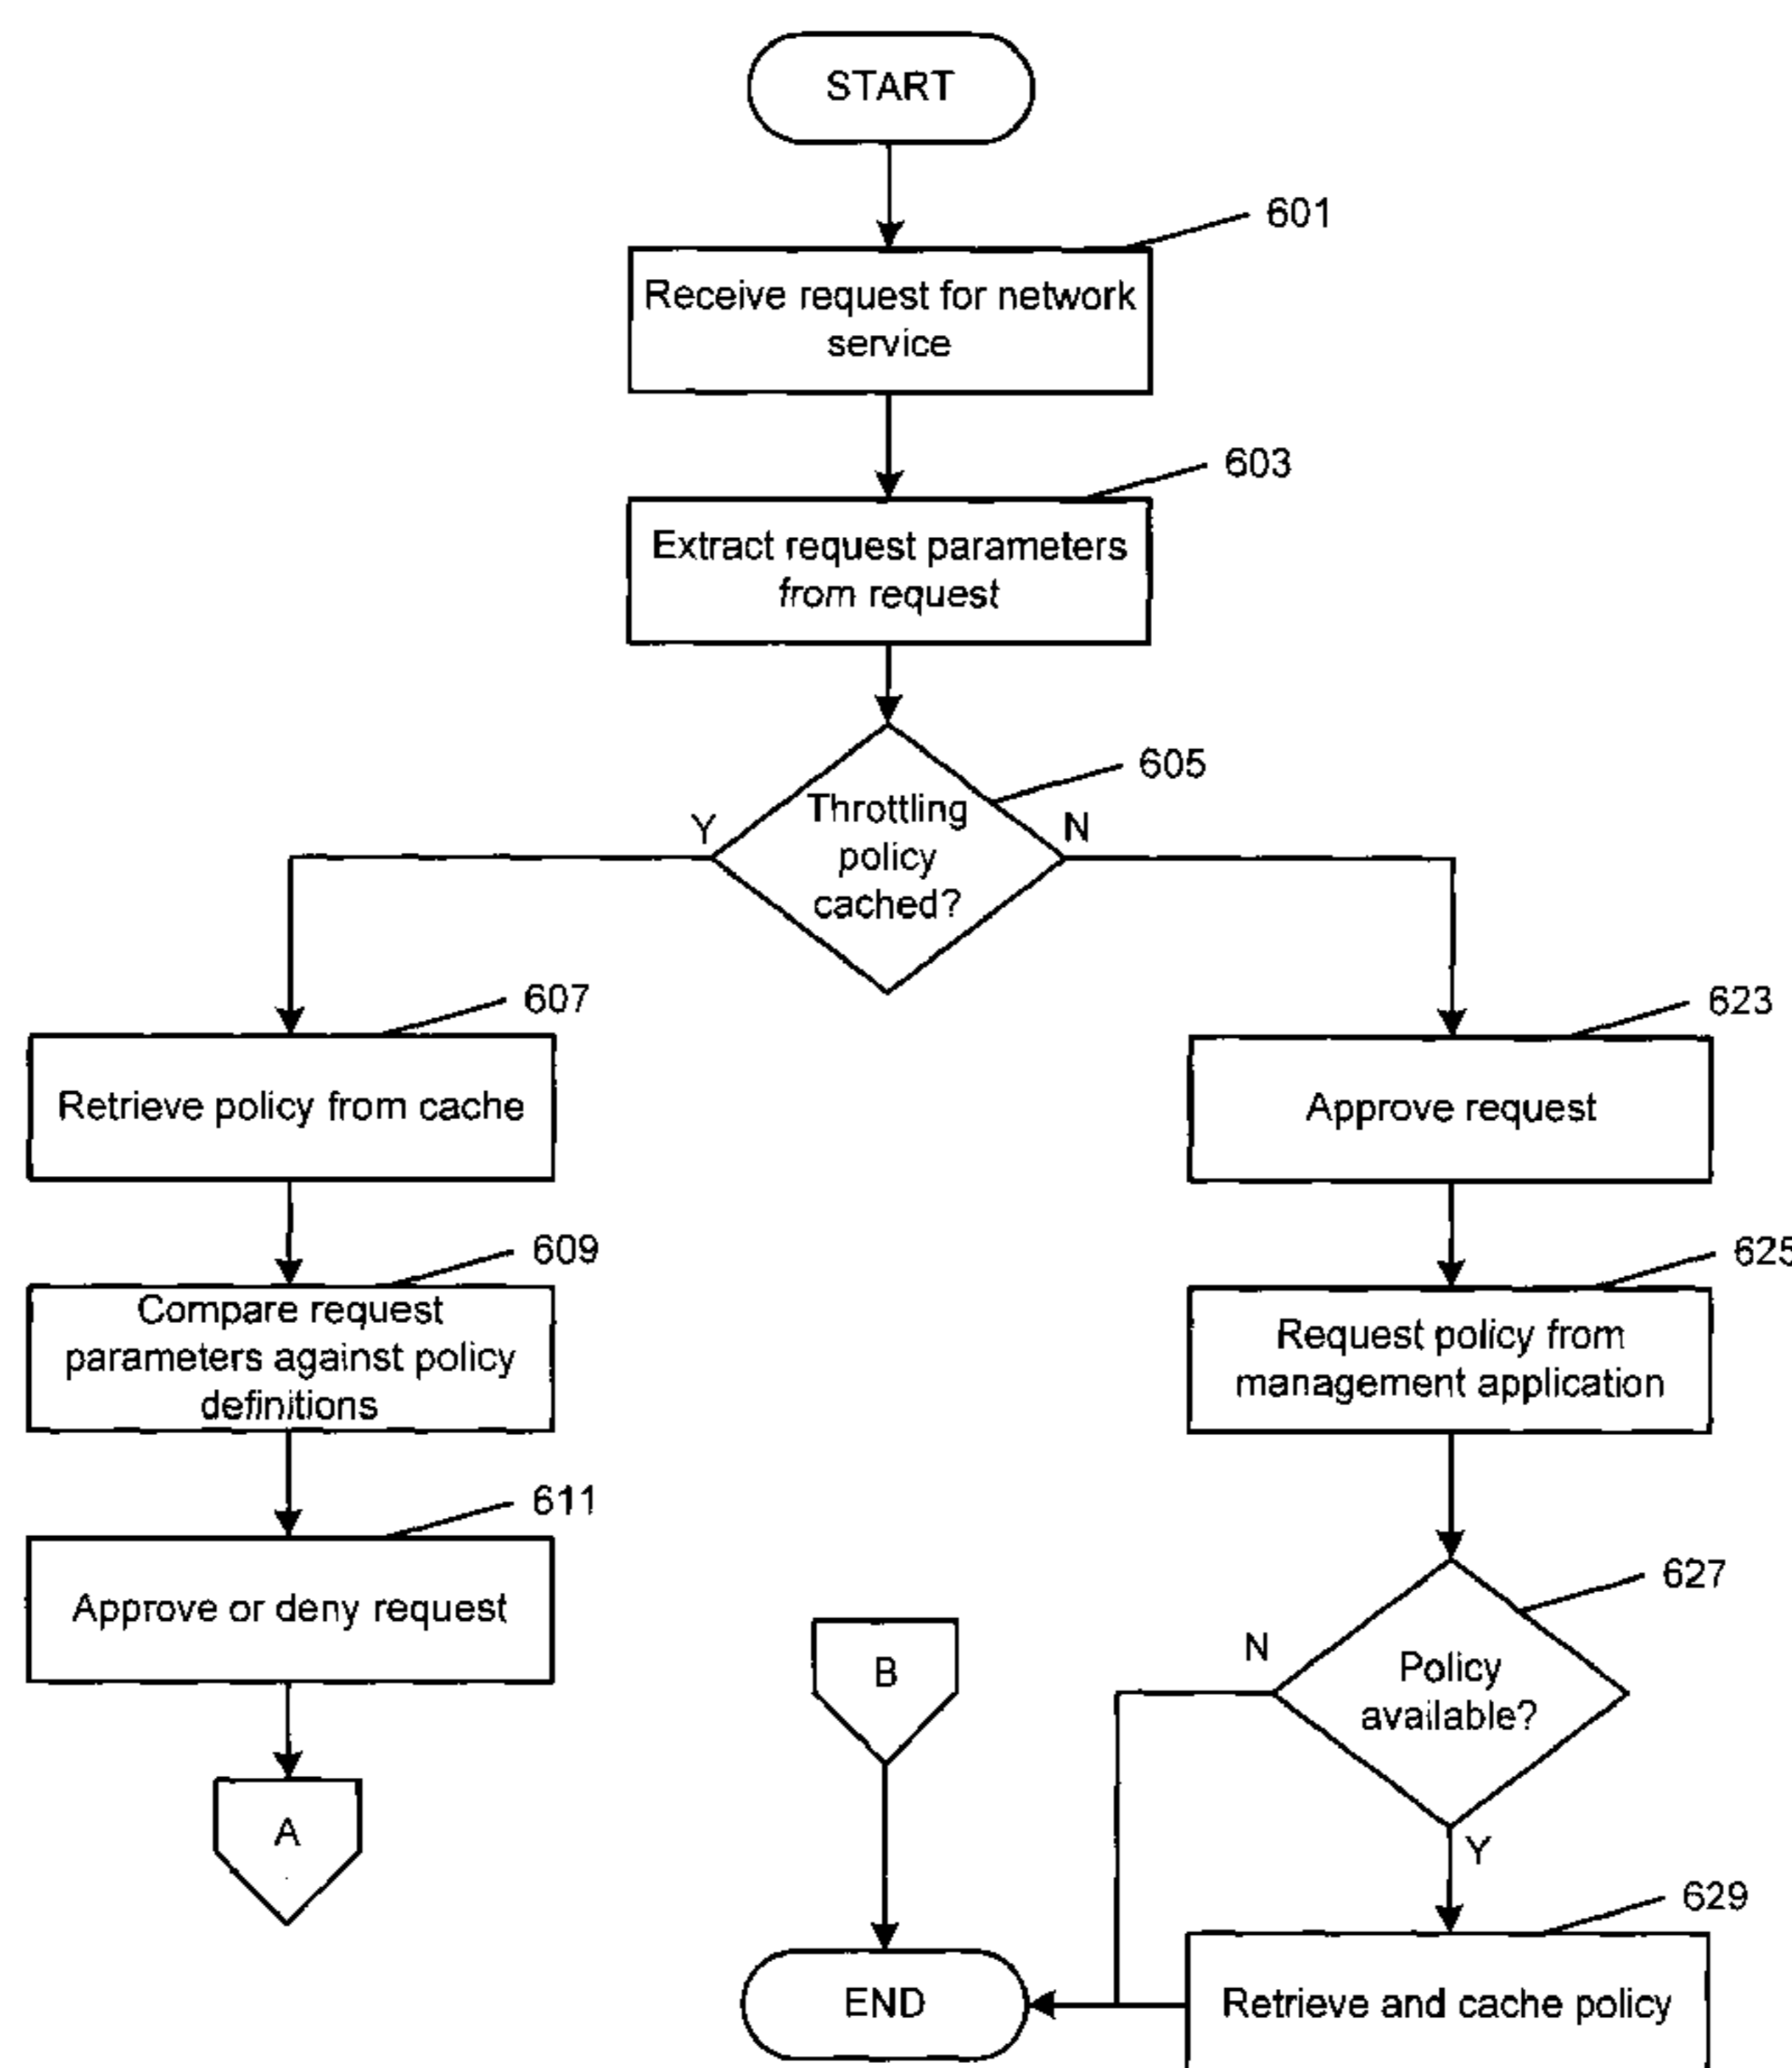 START
601
Receive request for network
service
603
Extract request parameters
from request
605
Throttling
policy
cached?
Y
N
607
Retrieve policy from cache
623
Approve request
609
Compare request
parameters against policy
definitions
625
Request policy from
management application
611
Approve or deny request
627
Policy
available?
N
Y
B
A
629
Retrieve and cache policy
END